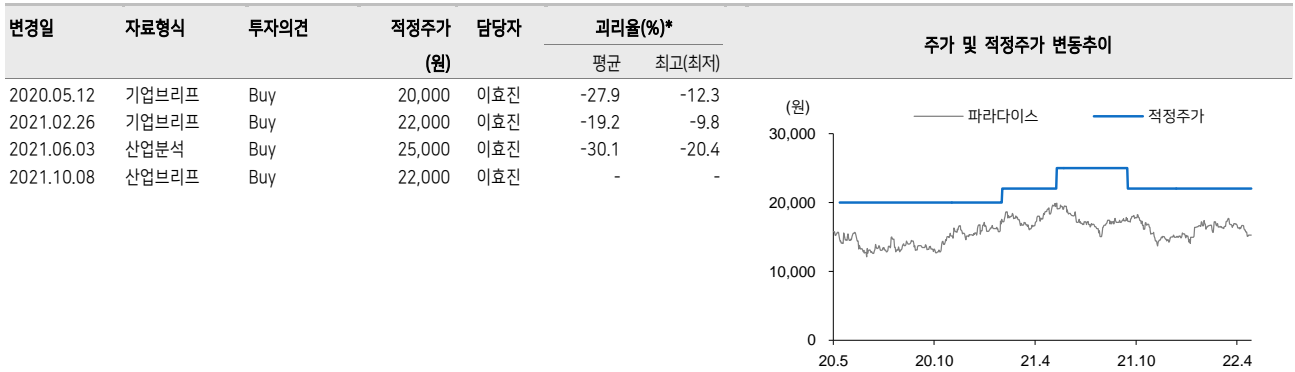 변경일 자료형식 투자의견 적정주가 담당자 괴리율(%)*
(원) 평균 최고(최저)
2020.05.12 기업브리프 Buy 20,000 이효진 -27.9 -12.3
2021.02.26 기업브리프 Buy 22,000 이효진 -19.2 -9.8
2021.06.03 산업분석 Buy 25,000 이효진 -30.1 -20.4
2021.10.08 산업브리프 Buy 22,000 이효진 - -
주가 및 적정주가 변동추이
(원)
파라다이스 적정주가
30,000
20,000
10,000
0
20.5 20.10 21.4 21.10 22.4